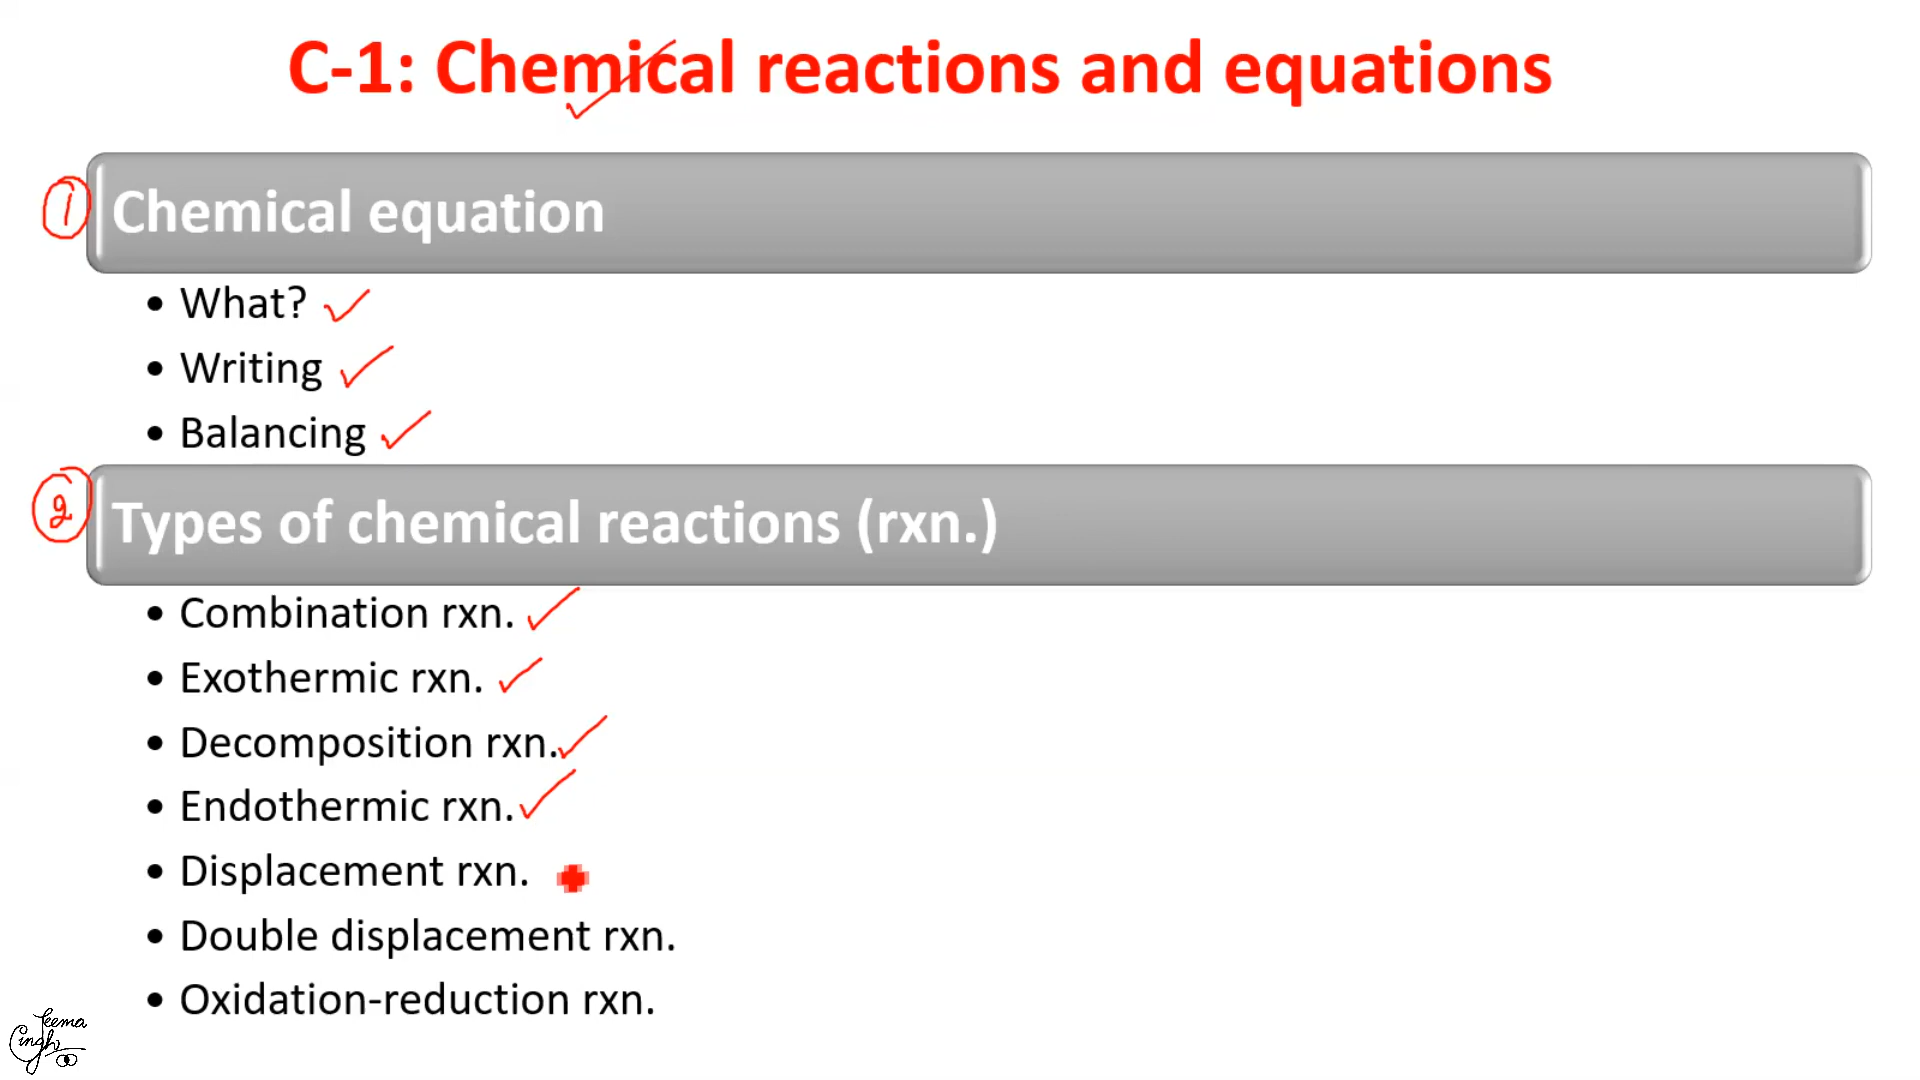 C-1: Chemical reactions and equations
1 Chemical equation
• What?
• Writing
• Balancing
2 Types of chemical reactions (rxn.)
• Combination rxn.
• Exothermic rxn.
• Decomposition rxn.
• Endothermic rxn.
• Displacement rxn.
• Double displacement rxn.
• Oxidation-reduction rxn.